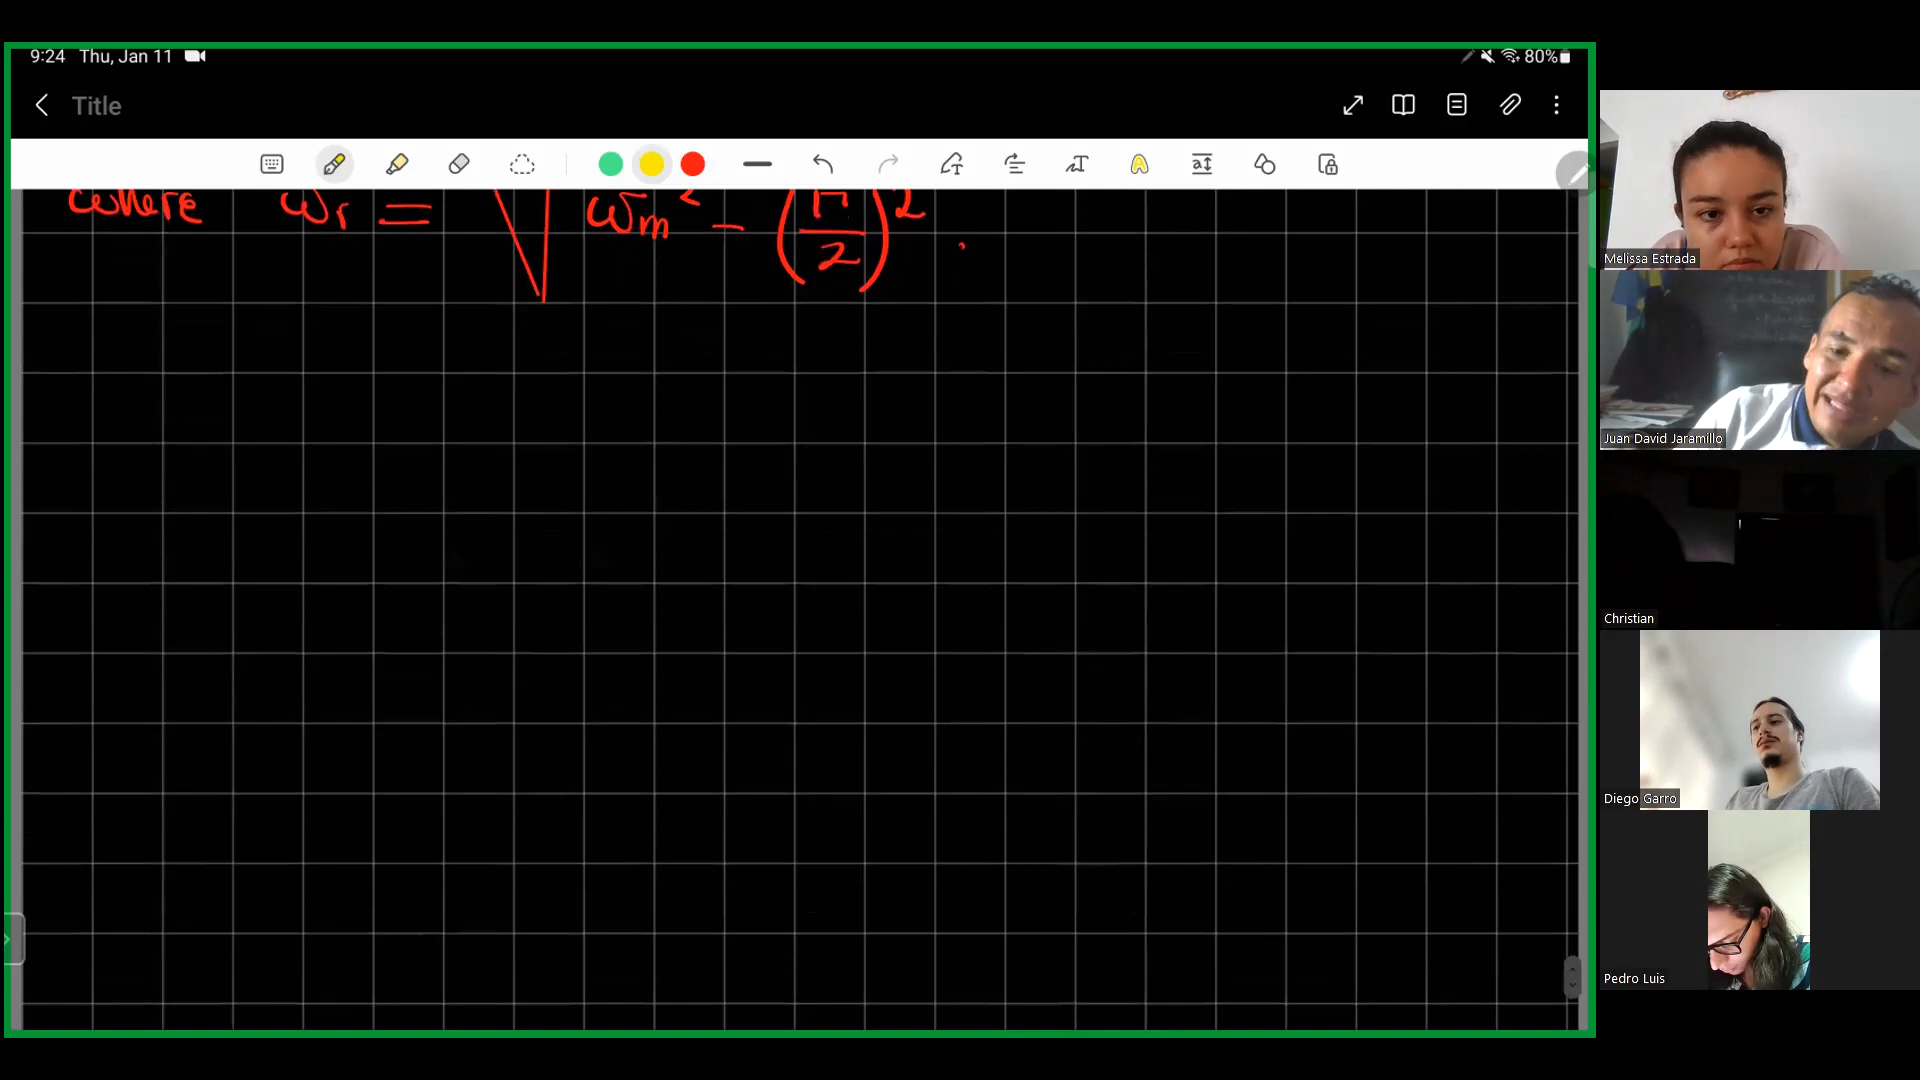 9:24 Thu, Jan 11 80%
Title
where ωr = √ ωm² - (Γ/2)² .
Melissa Estrada
Juan David Jaramillo
Christian
Diego Garro
Pedro Luis